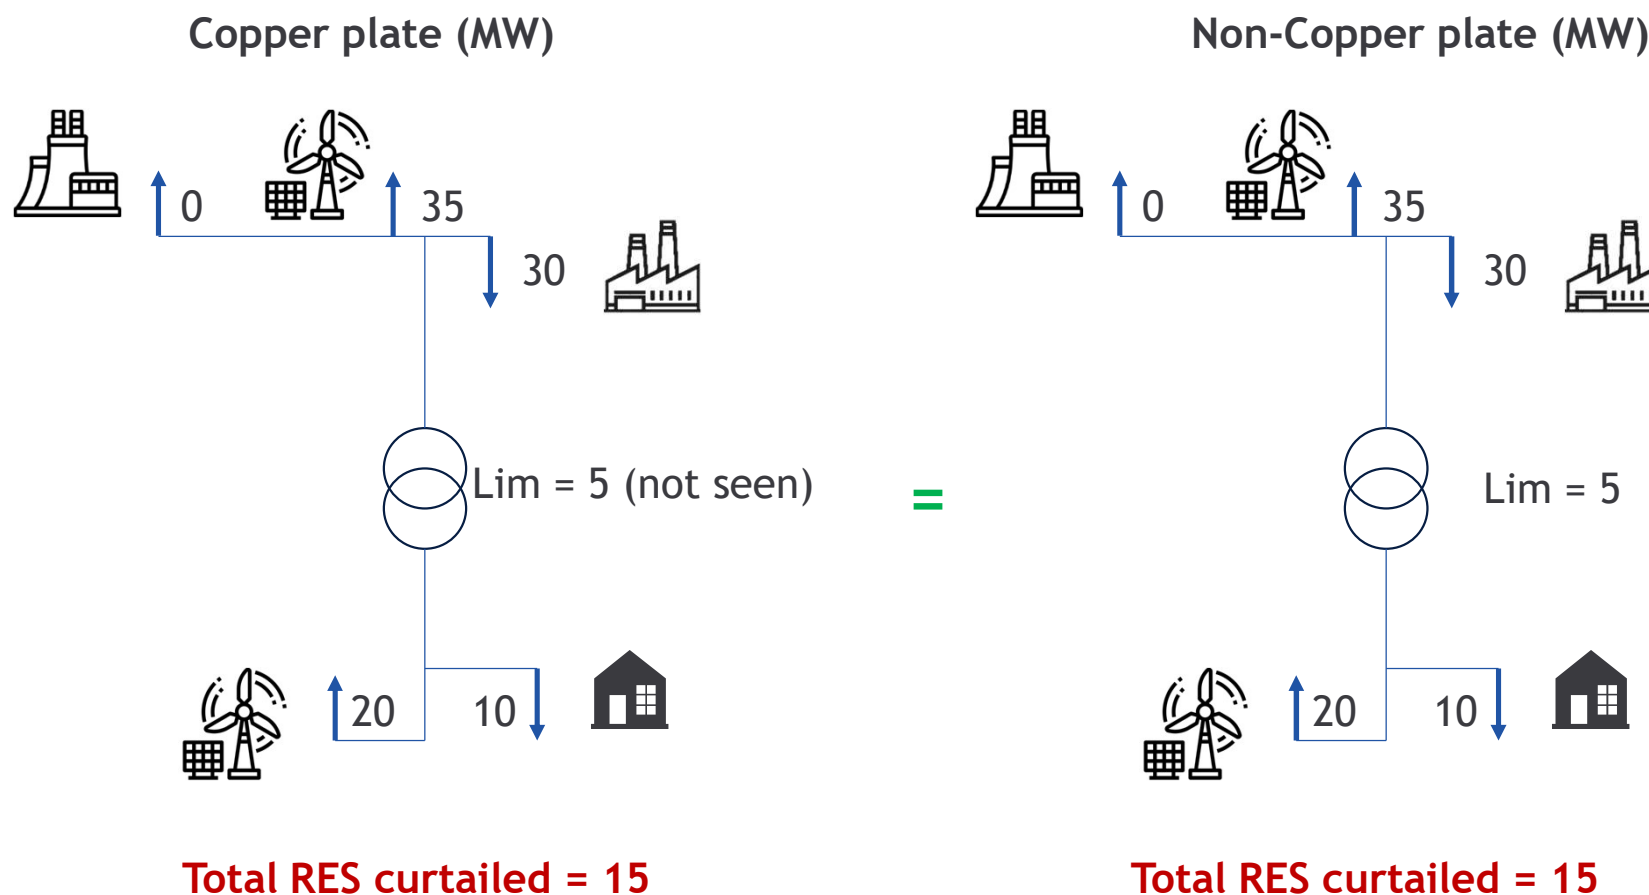 Copper plate (MW)
Non-Copper plate (MW)
0
35
30
Lim = 5 (not seen)
20
10
Total RES curtailed = 15
=
0
35
30
Lim = 5
20
10
Total RES curtailed = 15